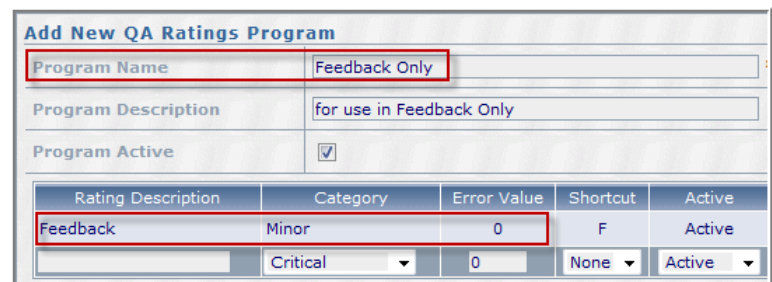 Add New QA Ratings Program
Program Name Feedback Only *
Program Description for use in Feedback Only
Program Active
Rating Description Category Error Value Shortcut Active
Feedback Minor 0 F Active
Critical 0 None Active